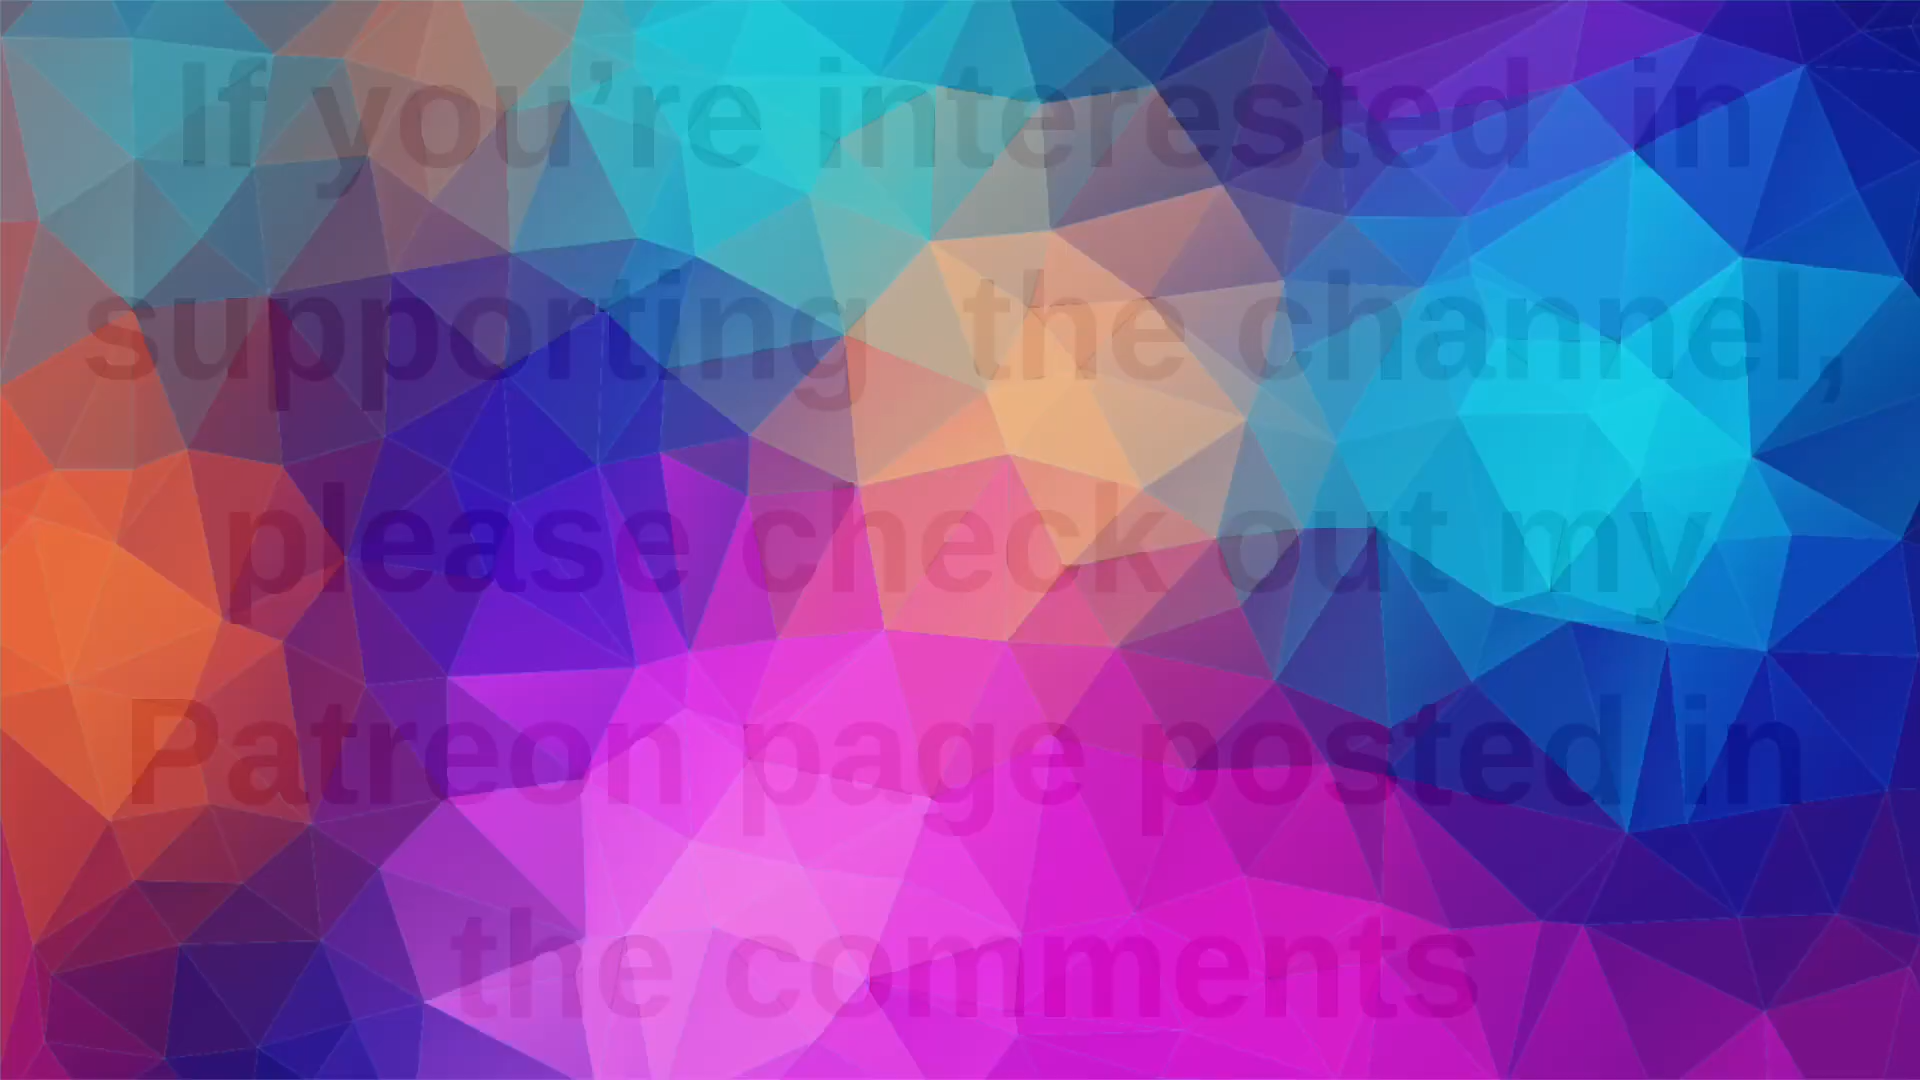 If you’re interested in
supporting the channel,
please check out my
Patreon page posted in
the comments